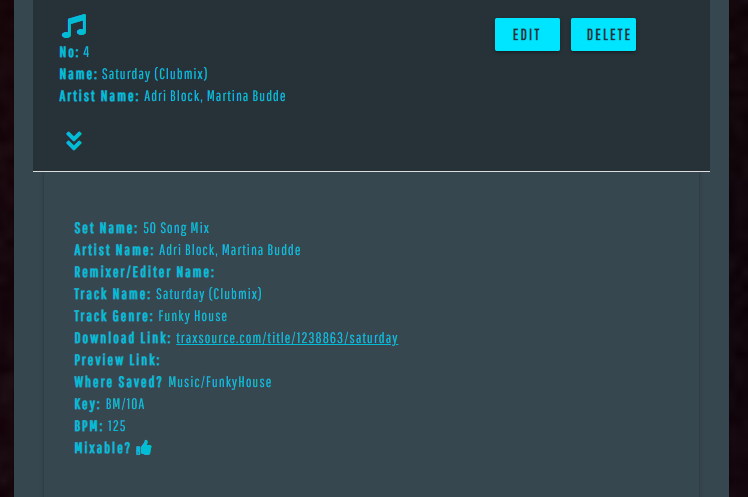 EDIT DELETE
No: 4
Name: Saturday (Clubmix)
Artist Name: Adri Block, Martina Budde
Set Name: 50 Song Mix
Artist Name: Adri Block, Martina Budde
Remixer/Editor Name:
Track Name: Saturday (Clubmix)
Track Genre: Funky House
Download Link: traxsource.com/title/1238863/saturday
Preview Link:
Where Saved? Music/FunkyHouse
Key: BM/10A
BPM: 125
Mixable?